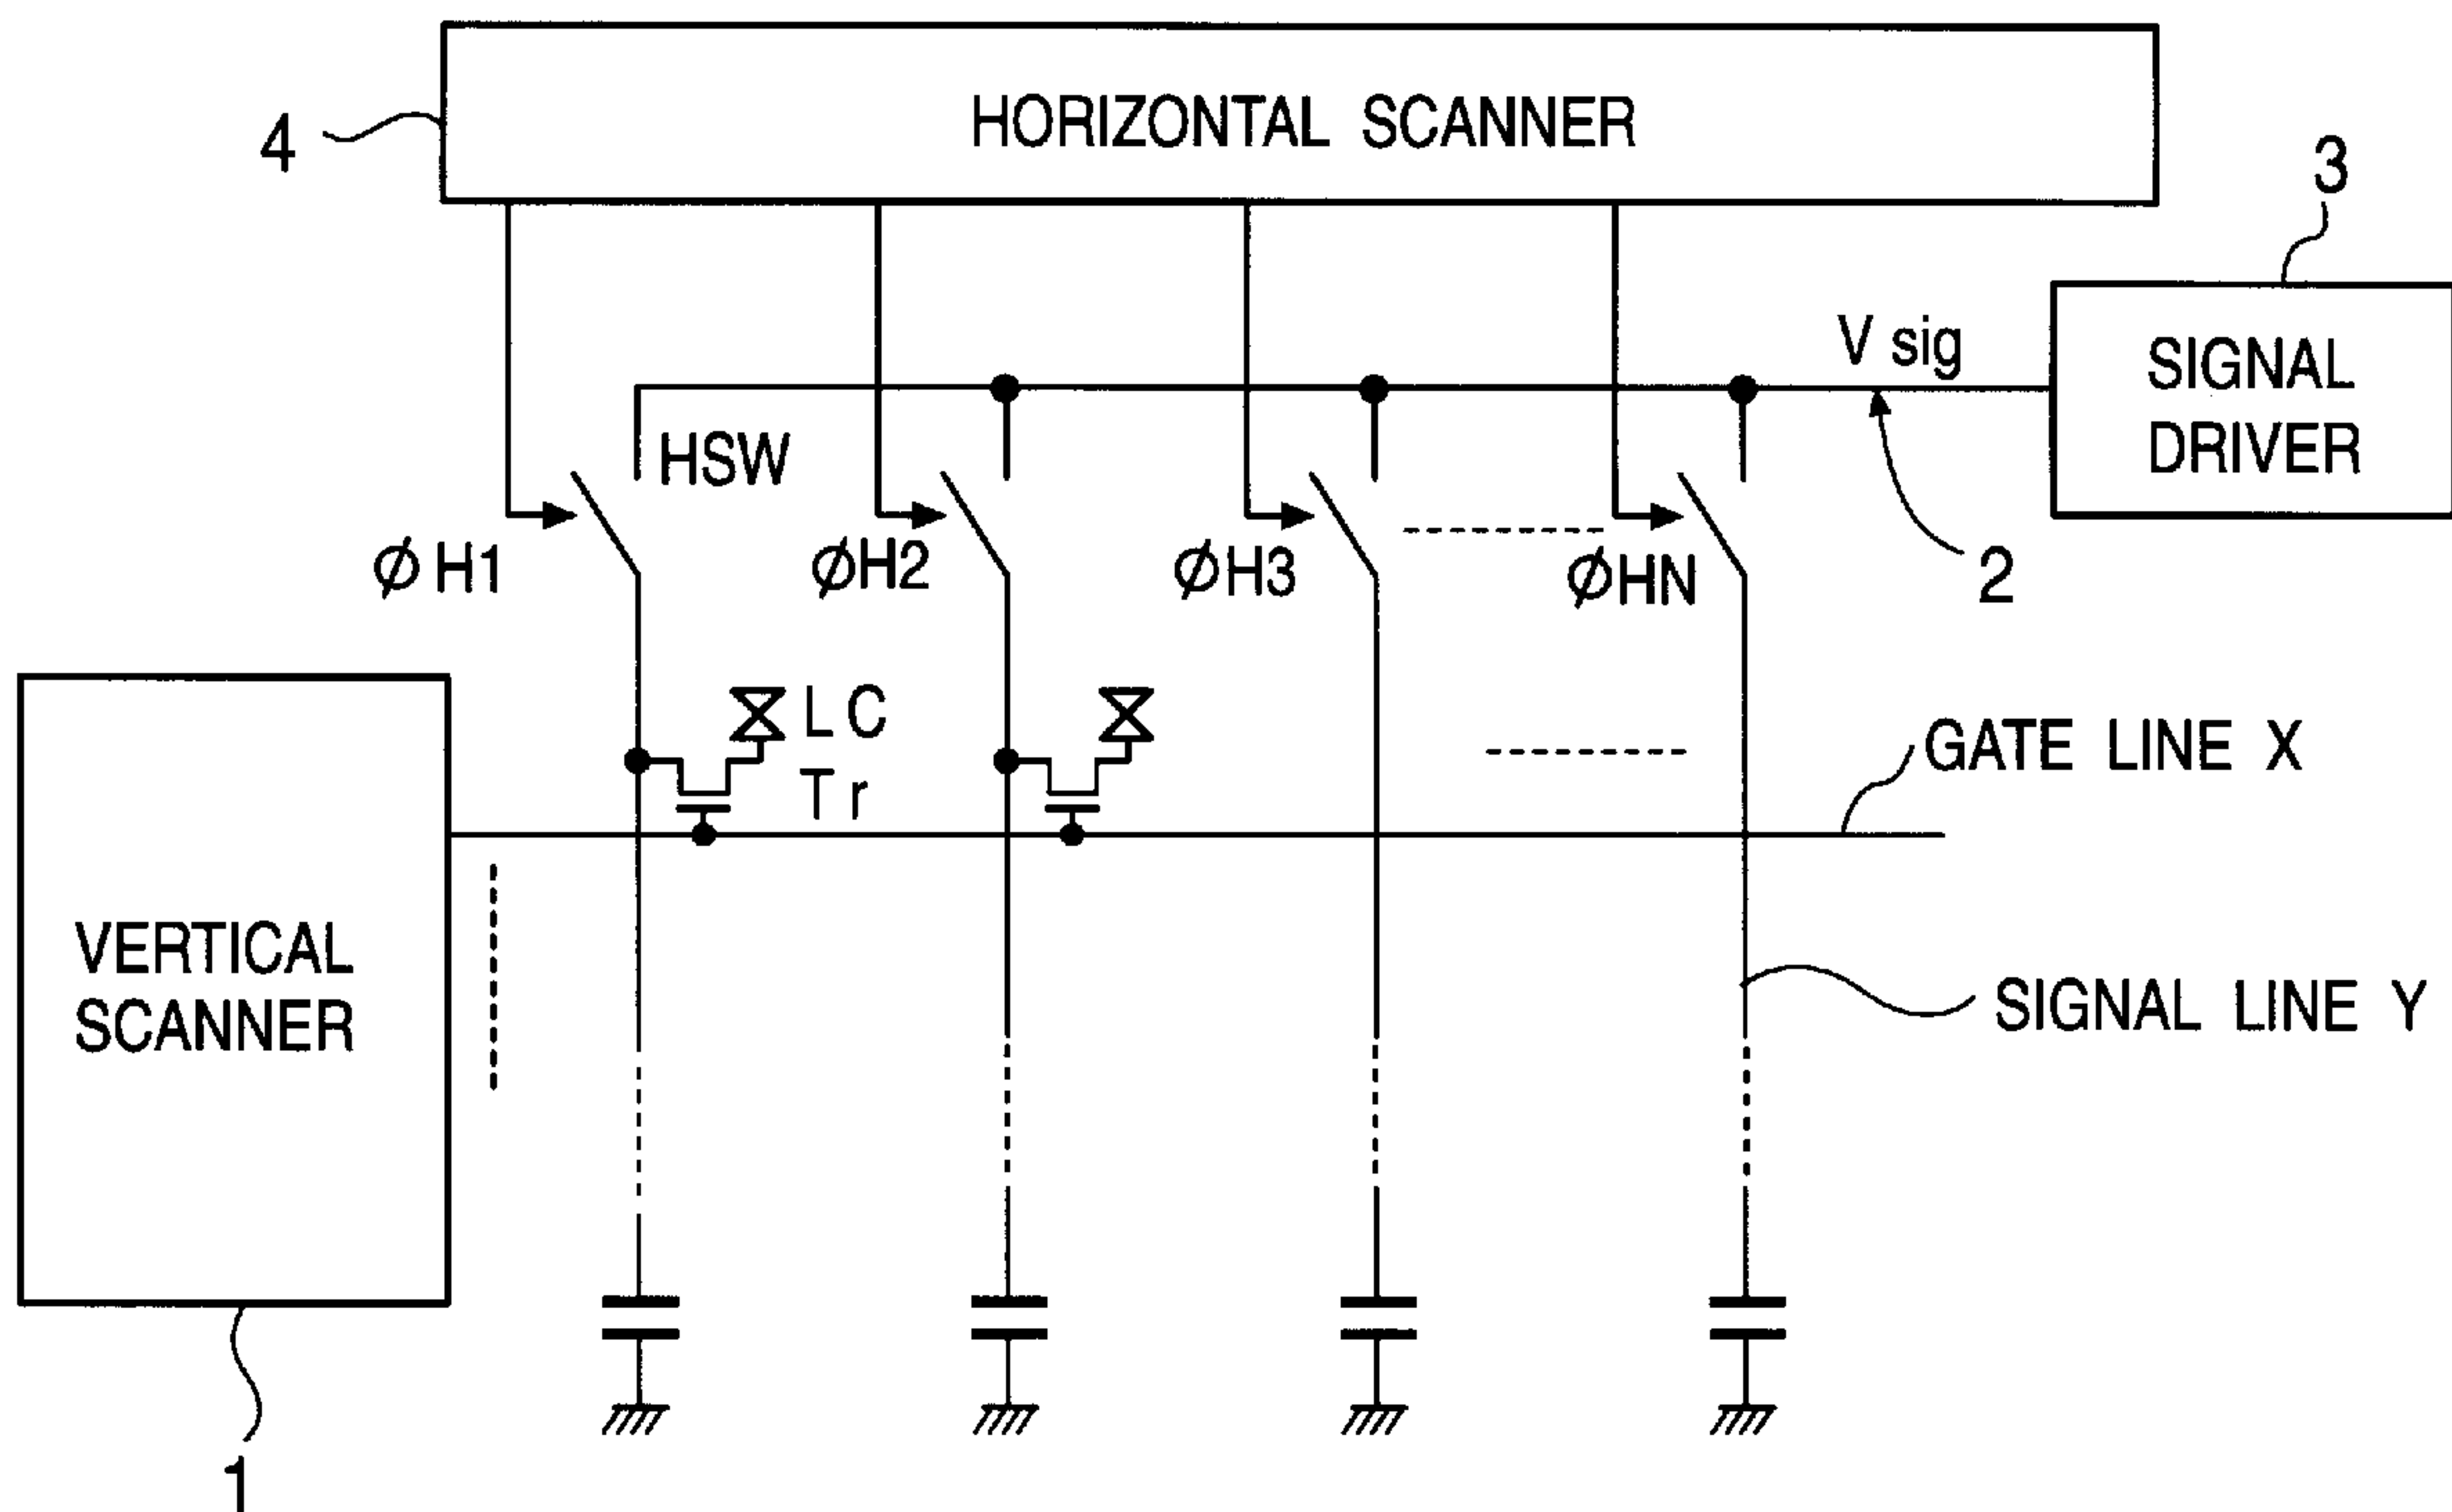 HORIZONTAL SCANNER
4
3
V sig
SIGNAL
DRIVER
HSW
ØH1
ØH2
ØH3
ØHN
2
LC
Tr
GATE LINE X
VERTICAL
SCANNER
SIGNAL LINE Y
1